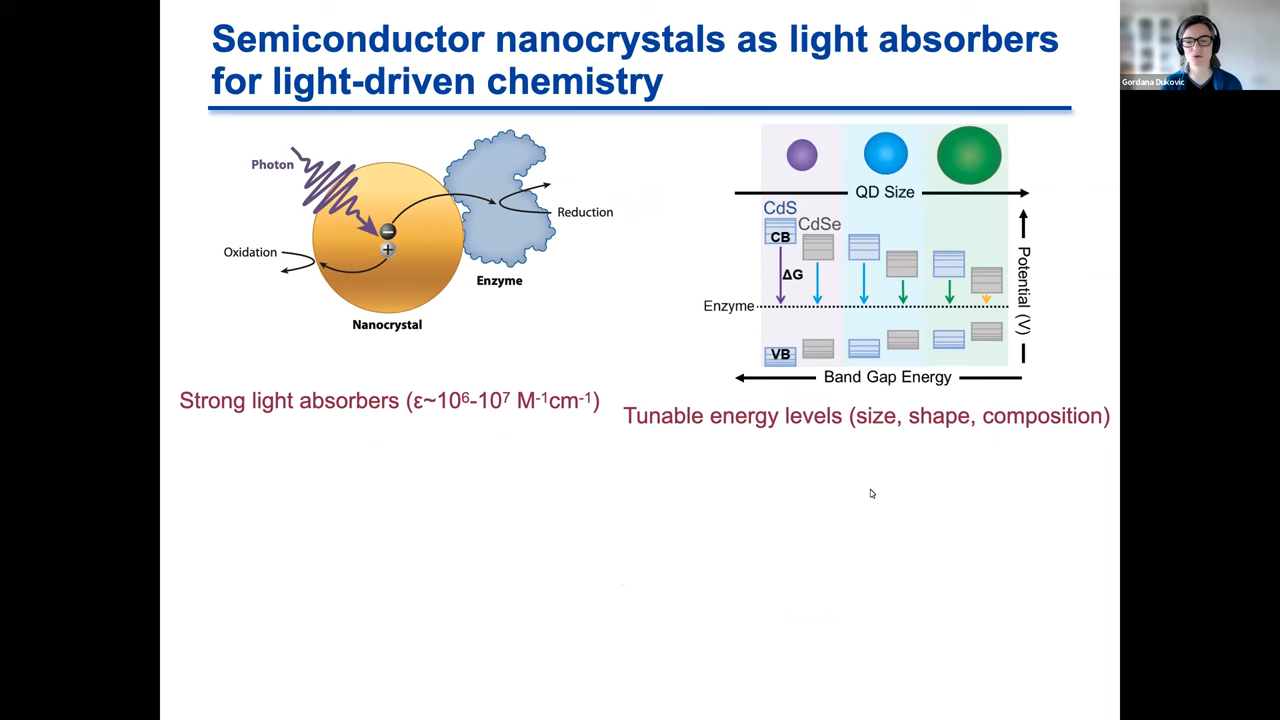 Semiconductor nanocrystals as light absorbers
for light-driven chemistry
Gordana Dukovic
Photon
Oxidation
Reduction
Enzyme
Nanocrystal
Strong light absorbers (ε~10⁶-10⁷ M⁻¹cm⁻¹)
QD Size
CdS
CdSe
CB
ΔG
Enzyme
VB
Potential (V)
Band Gap Energy
Tunable energy levels (size, shape, composition)